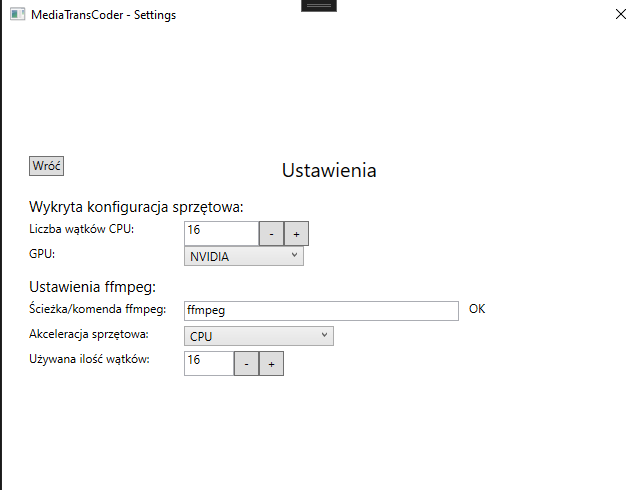 MediaTransCoder - Settings
Wróć
Ustawienia
Wykryta konfiguracja sprzętowa:
Liczba wątków CPU: 16 - +
GPU: NVIDIA
Ustawienia ffmpeg:
Ścieżka/komenda ffmpeg: ffmpeg OK
Akceleracja sprzętowa: CPU
Używana ilość wątków: 16 - +